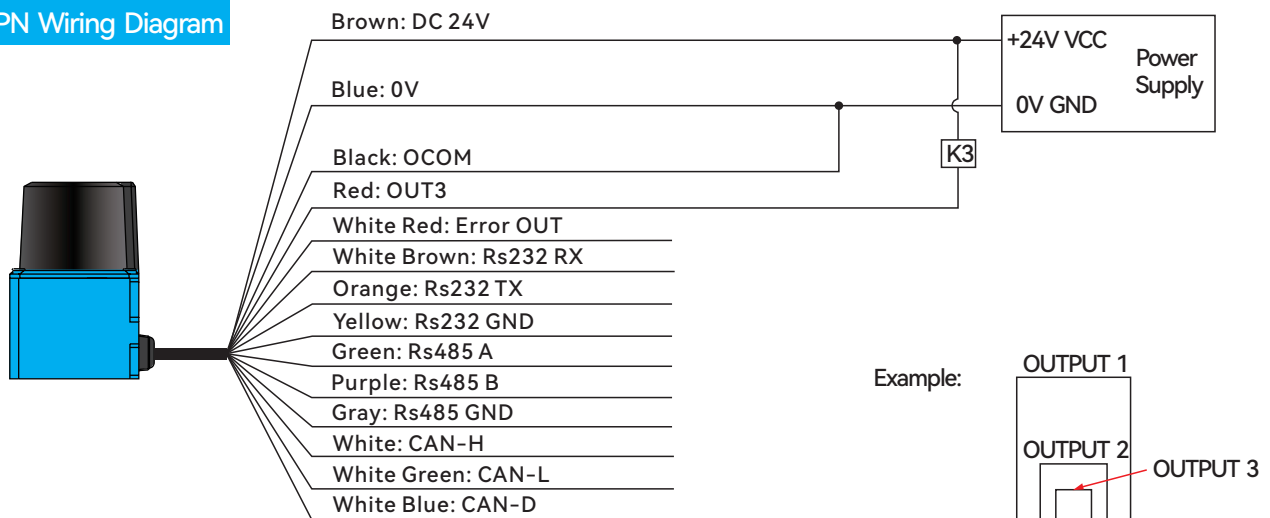 PN Wiring Diagram
Brown: DC 24V
+24V VCC
Power
Supply
Blue: 0V
0V GND
Black: OCOM
K3
Red: OUT3
White Red: Error OUT
White Brown: Rs232 RX
Orange: Rs232 TX
Yellow: Rs232 GND
Green: Rs485 A
Purple: Rs485 B
Gray: Rs485 GND
White: CAN-H
White Green: CAN-L
White Blue: CAN-D
Example:
OUTPUT 1
OUTPUT 2
OUTPUT 3